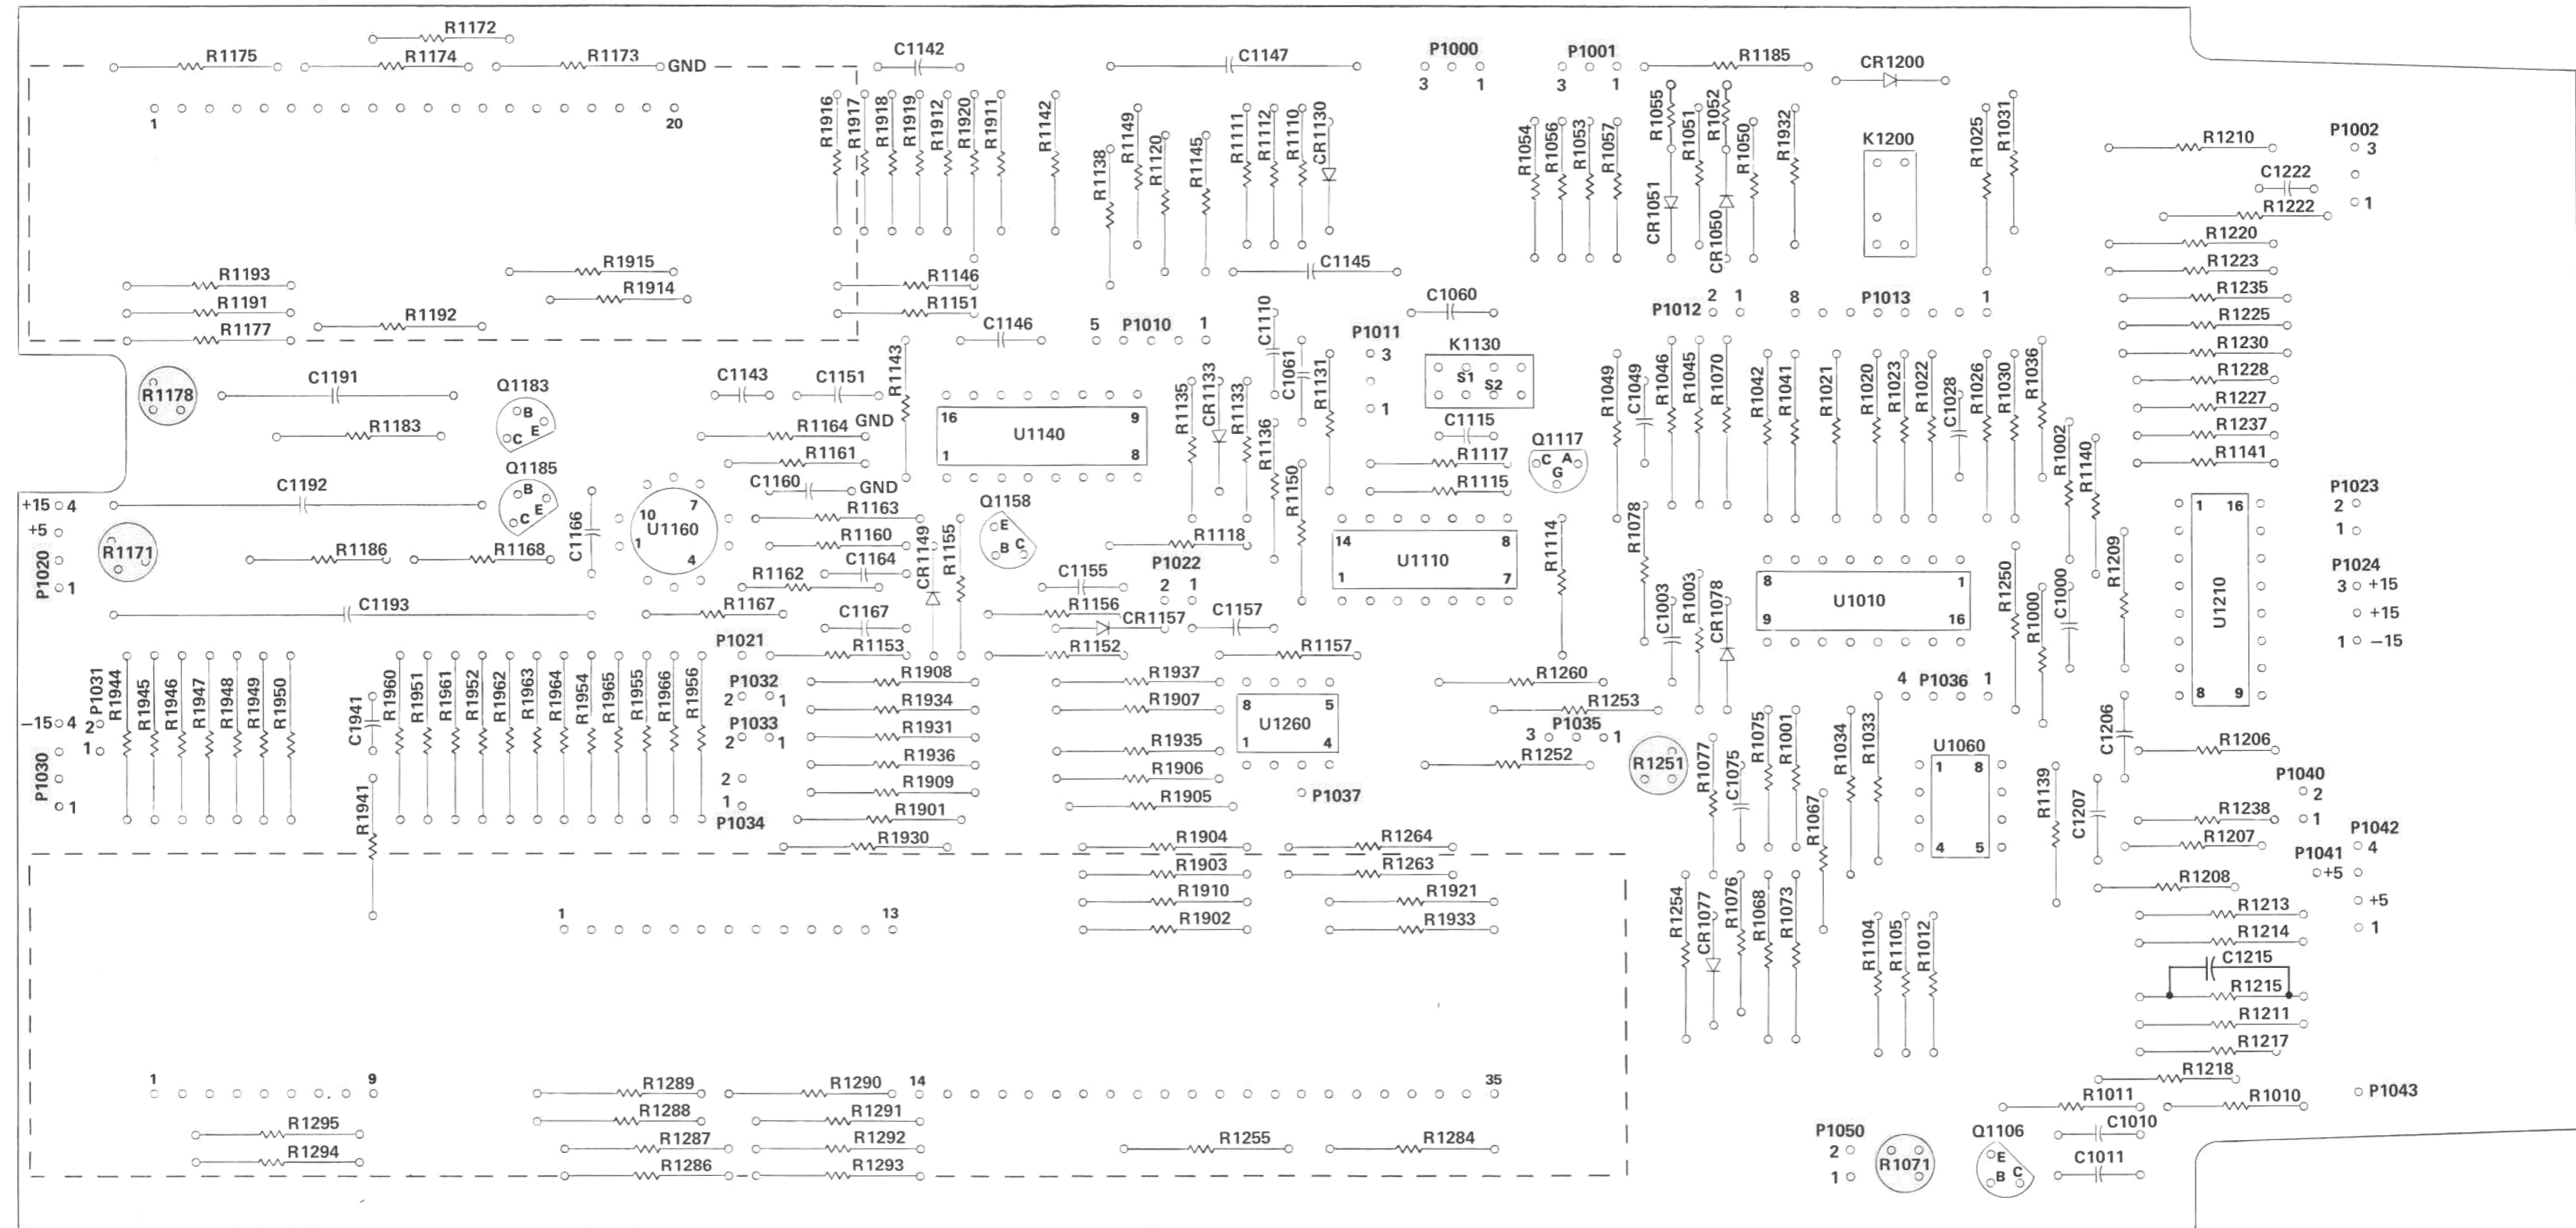 R1172
R1175 R1174 R1173 GND C1142 C1147 P1000 P1001 R1185 CR1200
3 1 3 1
1 20
R1916 R1917 R1918 R1919 R1912 R1920 R1911 R1142 R1138 R1149 R1120 R1145 R1111 R1112 R1110 CR1130
R1054 R1056 R1053 R1057 R1055 R1051 R1052 R1050 R1932 K1200 R1025 R1031
CR1051 CR1050
R1210 P1002
3
C1222
R1222 1
R1220
R1223
R1235
R1225
R1230
R1228
R1227
R1237
R1141
R1193 R1915 R1146 C1145
R1191 R1914 R1151 C1060
R1177 R1192 C1146 5 P1010 1 C1110 C1061 R1131 P1011 3 1
P1012 2 1 8 P1013 1
K1130
S1 S2
R1178 C1191 Q1183 B E C C1143 C1151 R1143
R1183 R1164 GND
16 9
U1140
1 8
R1135 CR1133 R1133 R1136 R1150
C1115
R1117
R1115
Q1117
C A
G
R1049 C1049 R1046 R1045 R1070 R1042 R1041 R1021 R1020 R1023 R1022 C1028 R1026 R1030 R1036 R1002 R1140
C1192 Q1185 B E C R1161
C1160 GND
+15 4
+5
P1020
1
R1171 R1186 R1168 C1166
10 7
U1160
1 4
R1163
R1160
C1164
R1162
R1167
CR1149 R1155
Q1158
E
B C
R1118
P1022
2 1
C1155
R1156
CR1157 C1157
14 8
U1110
1 7
R1114 R1078 C1003 R1003 CR1078
8 1
U1010
9 16
R1250 R1000 C1000 R1209
1 16
U1210
8 9
P1023
2
1
P1024
3 +15
+15
1 −15
C1193 C1167
P1021 R1153 R1152 R1157
P1031 2 1
R1944 R1945 R1946 R1947 R1948 R1949 R1950
C1941 R1960 R1951 R1961 R1952 R1962 R1963 R1964 R1954 R1965 R1955 R1966 R1956
−15 4
P1030
1
R1941
P1032
2 1
P1033
2 1
2
1
P1034
R1908
R1934
R1931
R1936
R1909
R1901
R1930
R1937
R1907
R1935
R1906
R1905
R1904
R1903
R1910
R1902
8 5
U1260
1 4
P1037
R1260
R1253
P1035
3 1
R1252
R1251
R1264
R1263
R1921
R1933
4 P1036 1
R1077 C1075 R1075 R1001 R1067 R1034 R1033
U1060
1 8
4 5
R1139 C1206 C1207
R1206
P1040
2
R1238 1
R1207
P1042
4
P1041
+5
+5
1
R1208
R1213
R1214
C1215
R1215
R1211
R1217
R1218
R1011 R1010 P1043
R1254 CR1077 R1076 R1068 R1073
R1104 R1105 R1012
1 13
1 9
R1289 R1290 14 35
R1288 R1291
R1295 R1287 R1292 R1255 R1284
R1294 R1286 R1293
P1050
2
1
R1071
Q1106
E
B C
C1010
C1011